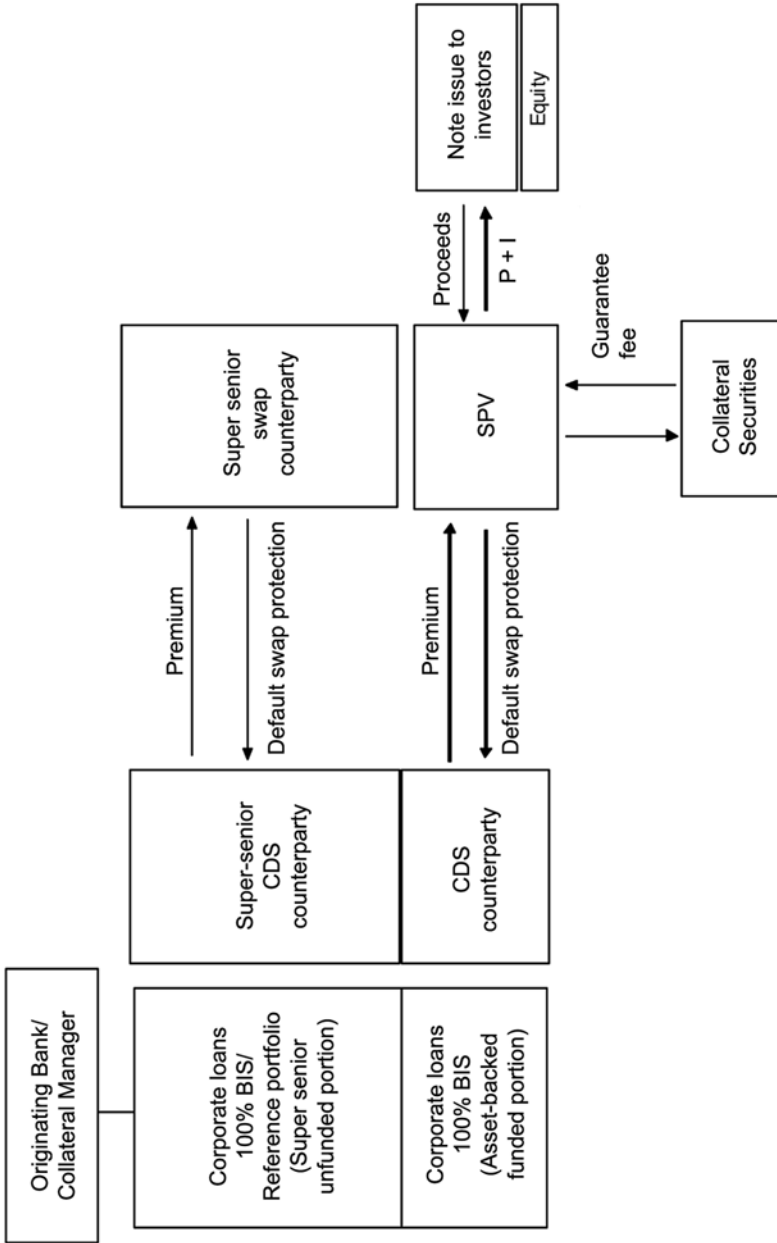 Originating Bank/
Collateral Manager
Corporate loans
100% BIS/
Reference portfolio
(Super senior
unfunded portion)
Corporate loans
100% BIS
(Asset-backed
funded portion)
Super-senior
CDS
counterparty
CDS
counterparty
Premium
Default swap protection
Premium
Default swap protection
Super senior
swap
counterparty
SPV
Proceeds
P + I
Guarantee
fee
Collateral
Securities
Note issue to
investors
Equity